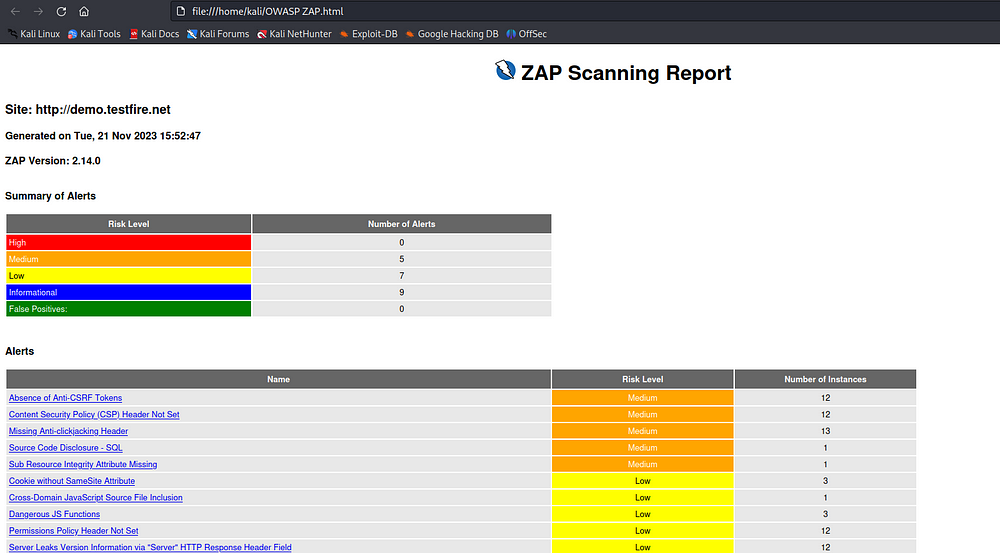 file:///home/kali/OWASP ZAP.html
Kali Linux Kali Tools Kali Docs Kali Forums Kali NetHunter Exploit-DB Google Hacking DB OffSec
ZAP Scanning Report
Site: http://demo.testfire.net
Generated on Tue, 21 Nov 2023 15:52:47
ZAP Version: 2.14.0
Summary of Alerts
Risk Level Number of Alerts
High 0
Medium 5
Low 7
Informational 9
False Positives: 0
Alerts
Name Risk Level Number of Instances
Absence of Anti-CSRF Tokens Medium 12
Content Security Policy (CSP) Header Not Set Medium 12
Missing Anti-clickjacking Header Medium 13
Source Code Disclosure - SQL Medium 1
Sub Resource Integrity Attribute Missing Medium 1
Cookie without SameSite Attribute Low 3
Cross-Domain JavaScript Source File Inclusion Low 1
Dangerous JS Functions Low 3
Permissions Policy Header Not Set Low 12
Server Leaks Version Information via "Server" HTTP Response Header Field Low 12